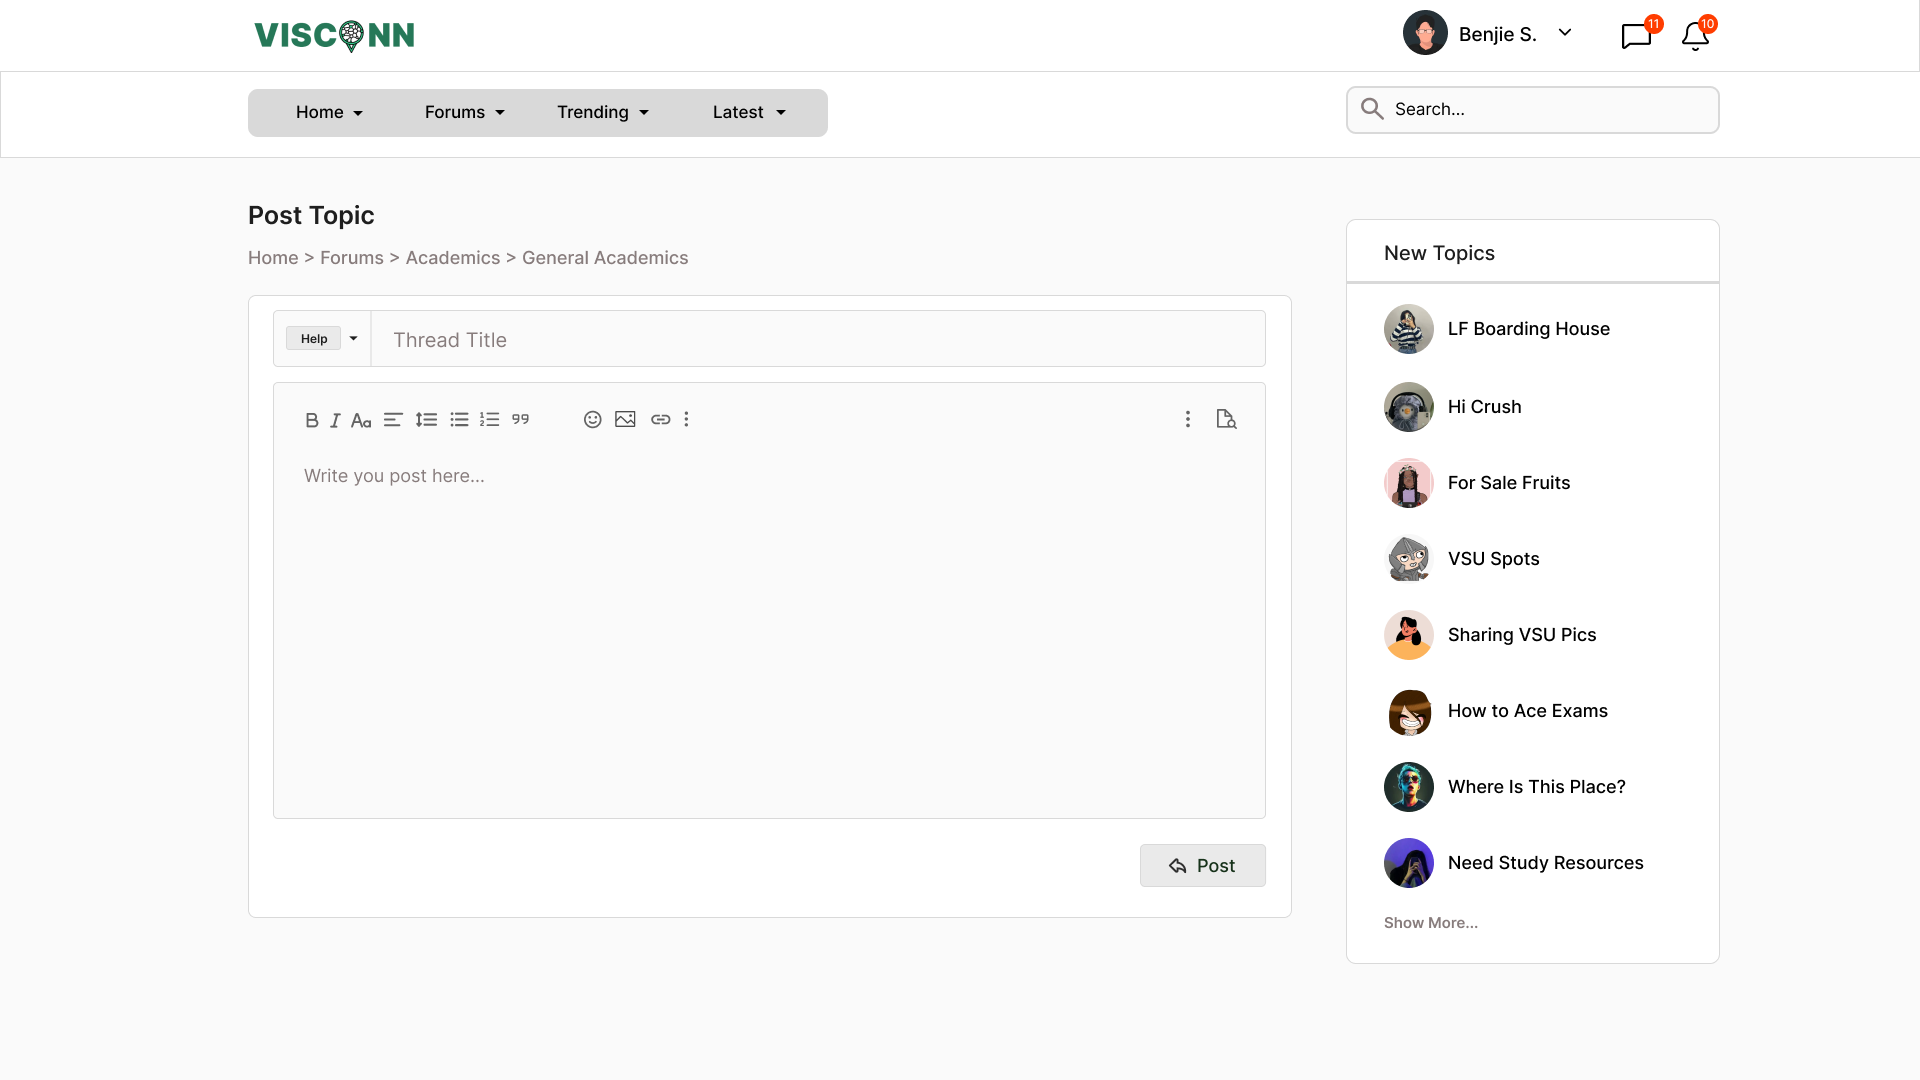 VISCONN
Benjie S.
11
10
Home
Forums
Trending
Latest
Search...
Post Topic
Home > Forums > Academics > General Academics
Help
Thread Title
B I Aa
Write you post here...
Post
New Topics
LF Boarding House
Hi Crush
For Sale Fruits
VSU Spots
Sharing VSU Pics
How to Ace Exams
Where Is This Place?
Need Study Resources
Show More...